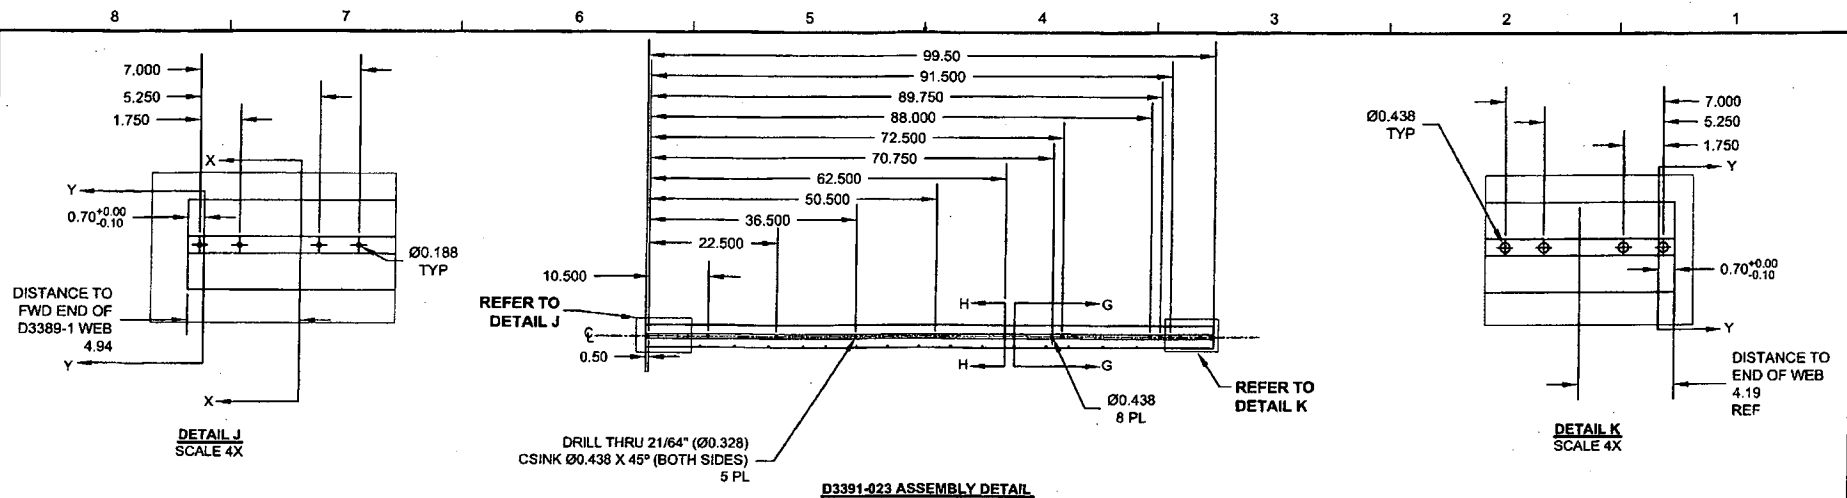 8 7 6 5 4 3 2 1
7.000
5.250
1.750
X
Y
0.70 +0.00 -0.10
Ø0.188
TYP
DISTANCE TO
FWD END OF
D3389-1 WEB
4.94
Y
X
DETAIL J
SCALE 4X
99.50
91.500
89.750
88.000
72.500
70.750
62.500
50.500
36.500
22.500
10.500
REFER TO
DETAIL J
H
G
℄
0.50
H
G
REFER TO
DETAIL K
Ø0.438
8 PL
DRILL THRU 21/64" (Ø0.328)
CSINK Ø0.438 X 45º (BOTH SIDES)
5 PL
D3391-023 ASSEMBLY DETAIL
Ø0.438
TYP
7.000
5.250
1.750
Y
0.70 +0.00 -0.10
Y
DISTANCE TO
END OF WEB
4.19
REF
DETAIL K
SCALE 4X